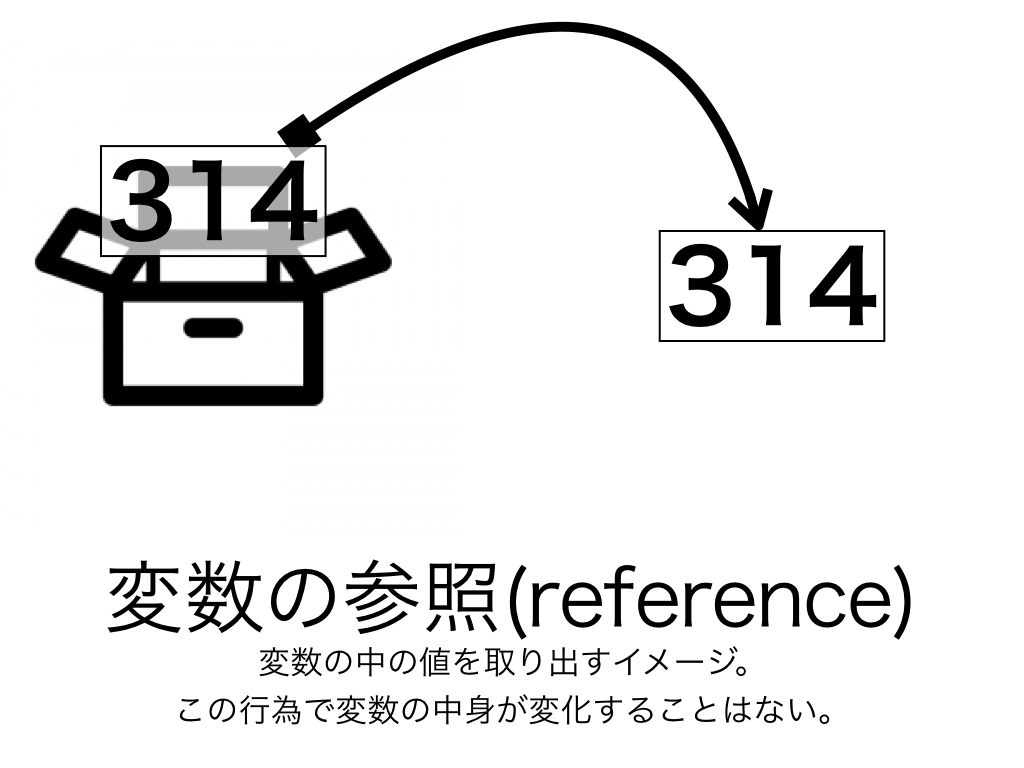 314
314
変数の参照(reference)
変数の中の値を取り出すイメージ。
この行為で変数の中身が変化することはない。